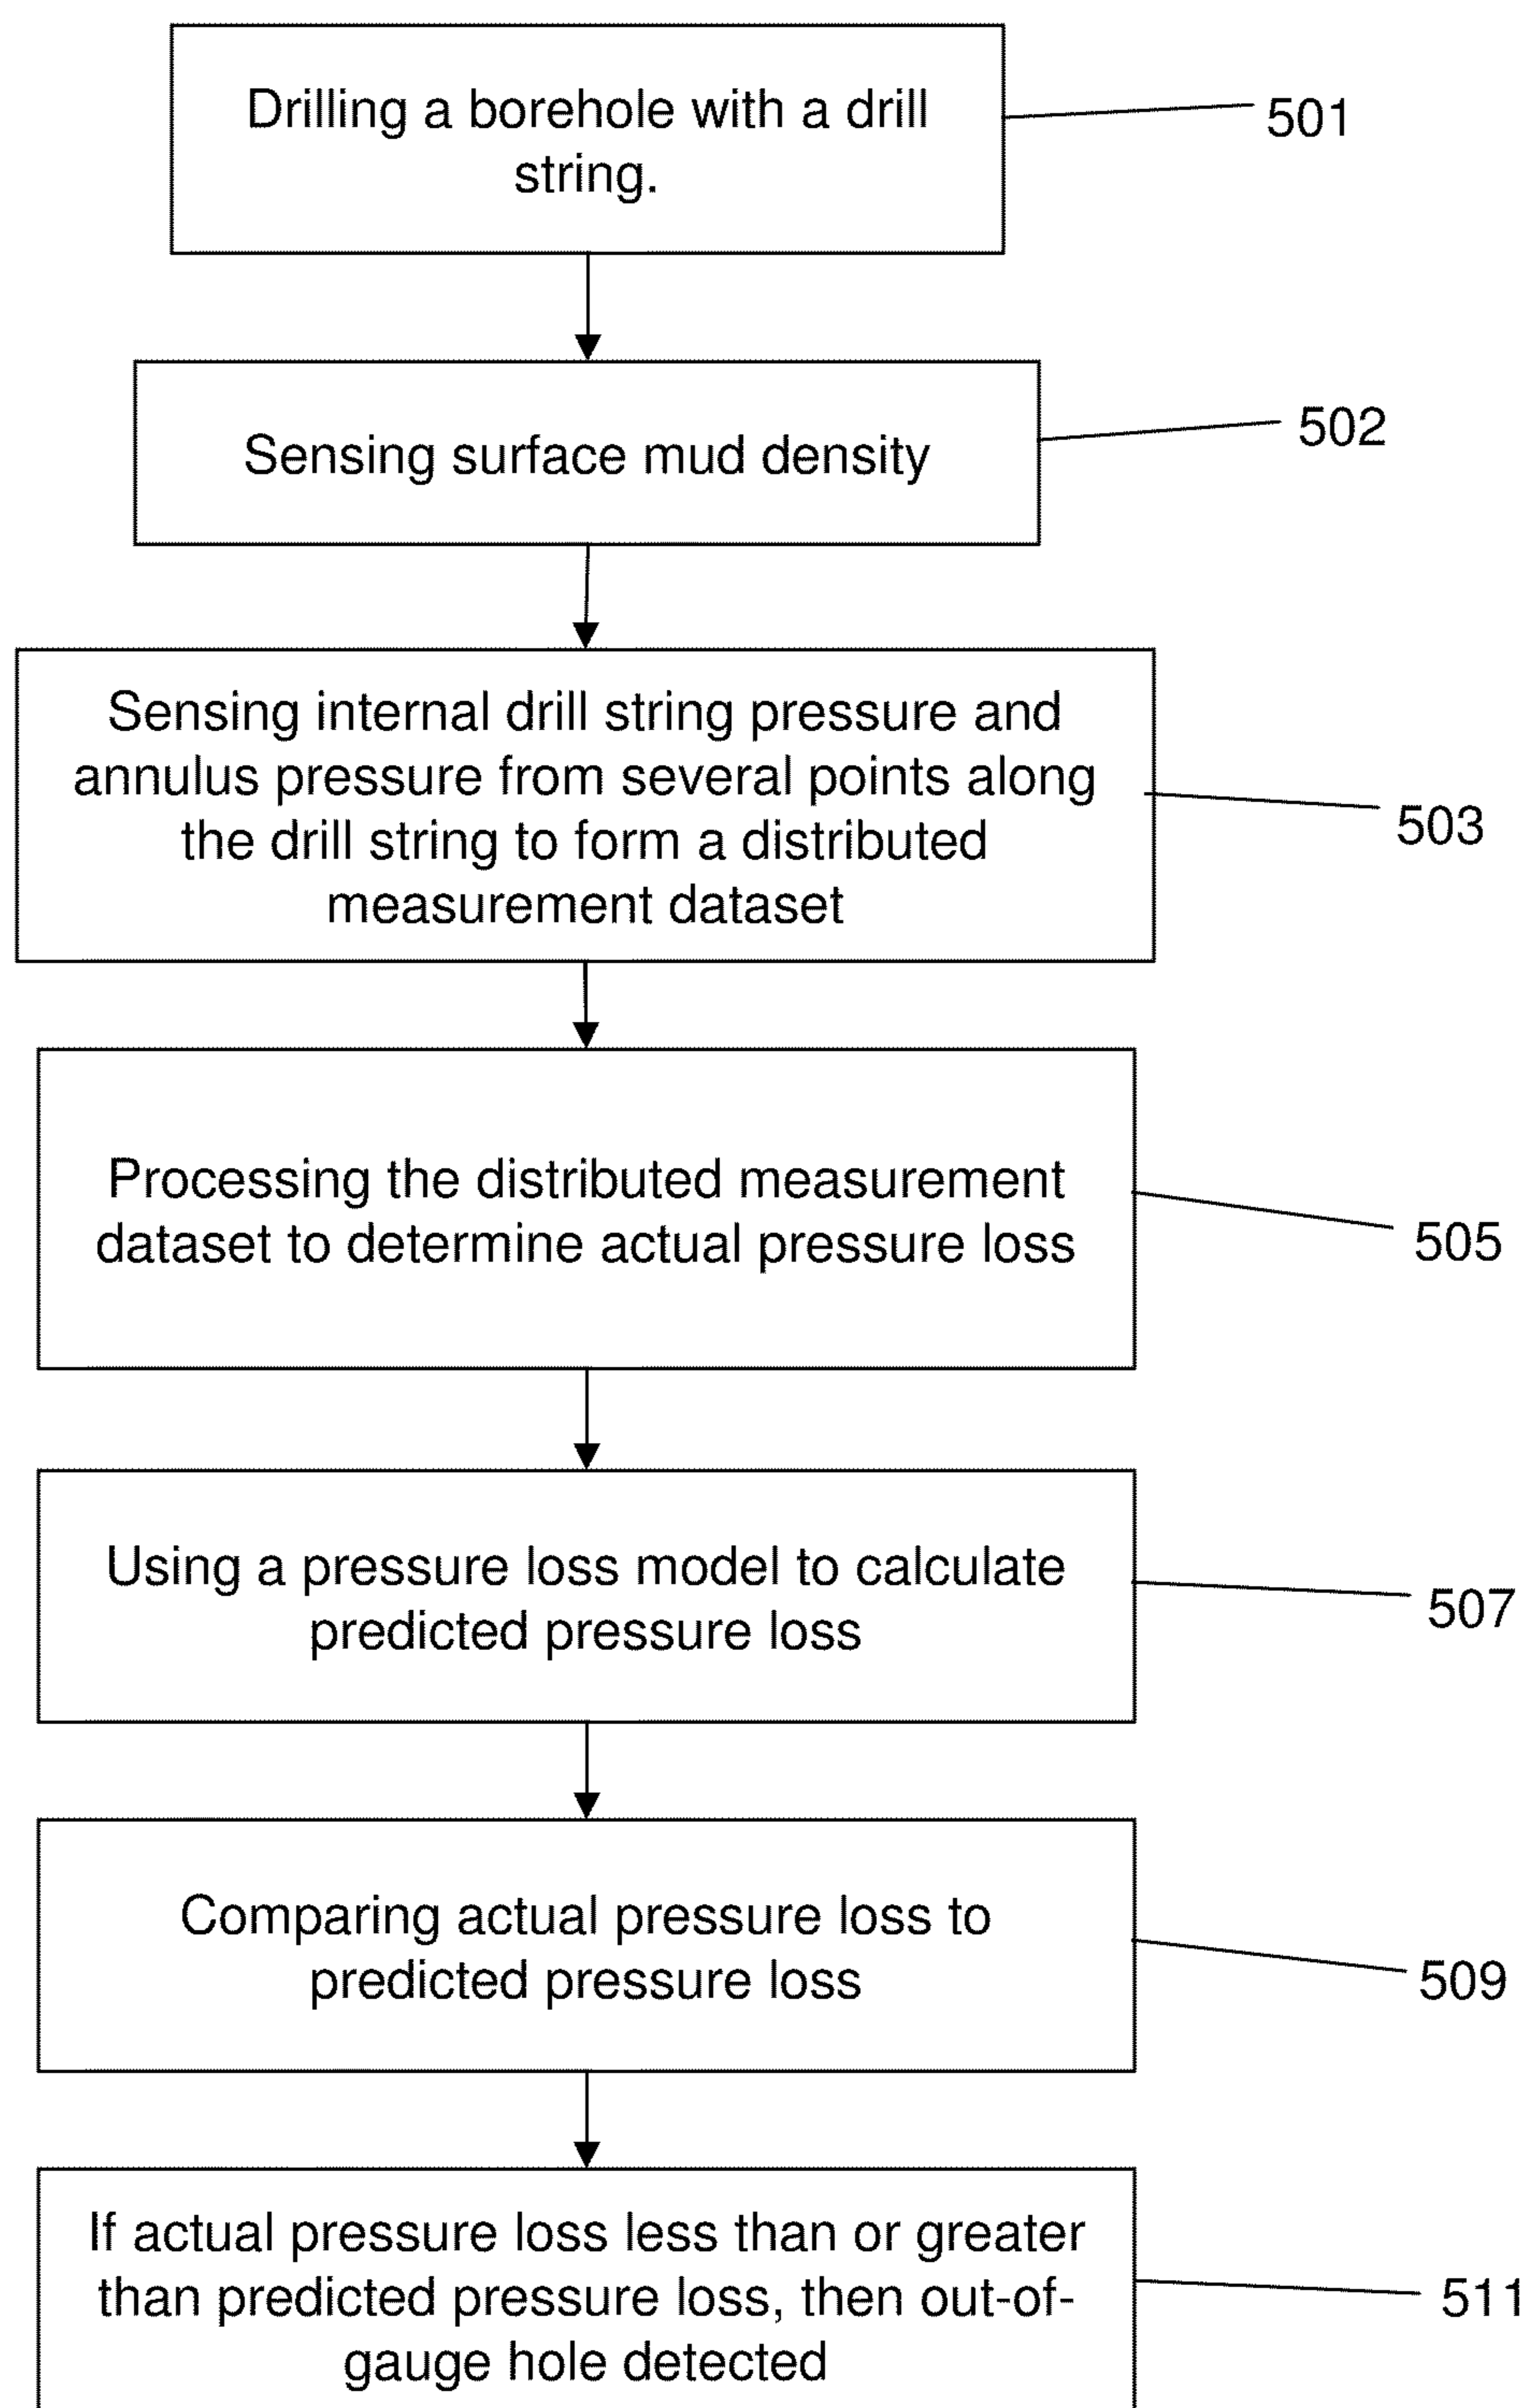 Drilling a borehole with a drill
string.
501
Sensing surface mud density
502
Sensing internal drill string pressure and
annulus pressure from several points along
the drill string to form a distributed
measurement dataset
503
Processing the distributed measurement
dataset to determine actual pressure loss
505
Using a pressure loss model to calculate
predicted pressure loss
507
Comparing actual pressure loss to
predicted pressure loss
509
If actual pressure loss less than or greater
than predicted pressure loss, then out-of-
gauge hole detected
511